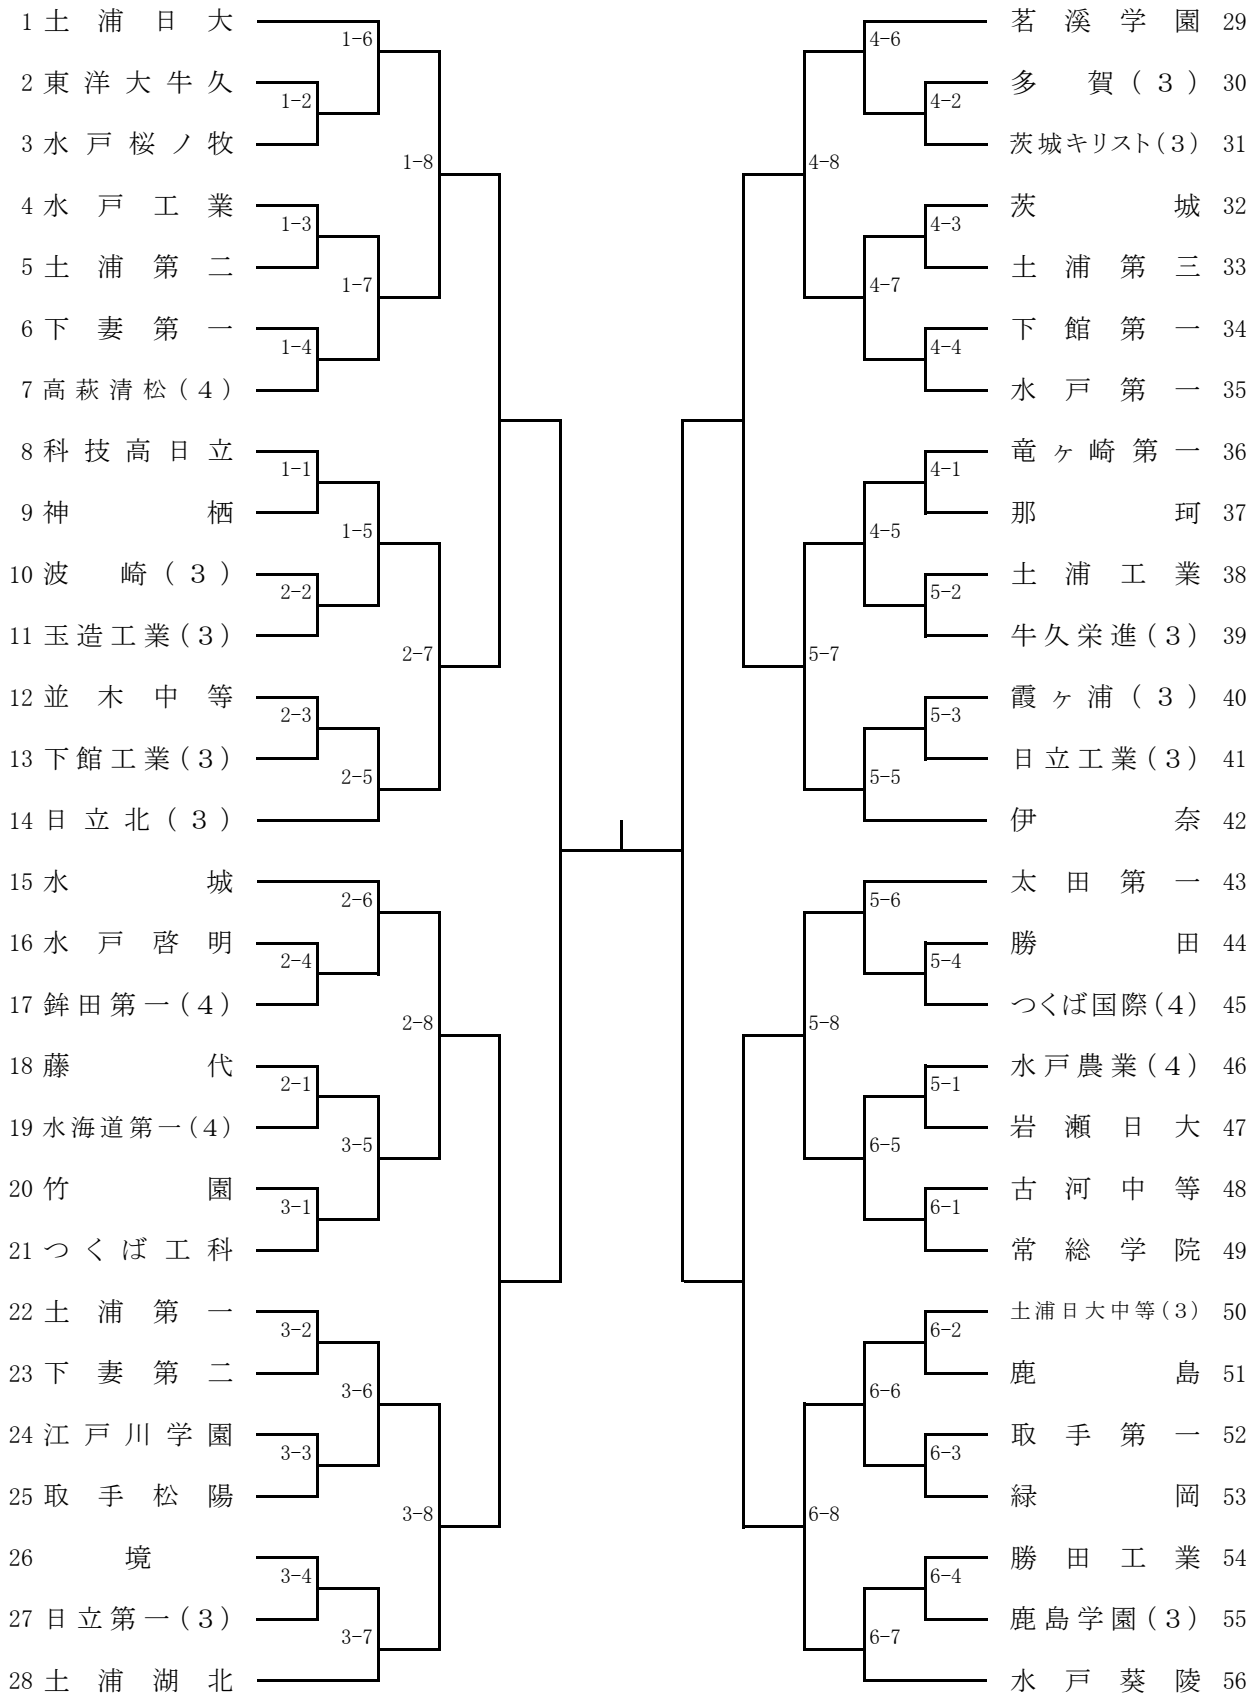 1 土浦日大
1-6
2 東洋大牛久
1-2
3 水戸桜ノ牧
1-8
4 水戸工業
1-3
5 土浦第二
1-7
6 下妻第一
1-4
7 高萩清松(4)
8 科技高日立
1-1
9 神栖
1-5
10 波崎(3)
2-2
11 玉造工業(3)
2-7
12 並木中等
2-3
13 下館工業(3)
2-5
14 日立北(3)
15 水城
2-6
16 水戸啓明
2-4
17 鉾田第一(4)
2-8
18 藤代
2-1
19 水海道第一(4)
3-5
20 竹園
3-1
21 つくば工科
22 土浦第一
3-2
23 下妻第二
3-6
24 江戸川学園
3-3
25 取手松陽
3-8
26 境
3-4
27 日立第一(3)
3-7
28 土浦湖北
茗溪学園 29
4-6
多賀(3) 30
4-2
茨城キリスト(3) 31
4-8
茨城 32
4-3
土浦第三 33
4-7
下館第一 34
4-4
水戸第一 35
竜ヶ崎第一 36
4-1
那珂 37
4-5
土浦工業 38
5-2
牛久栄進(3) 39
5-7
霞ヶ浦(3) 40
5-3
日立工業(3) 41
5-5
伊奈 42
太田第一 43
5-6
勝田 44
5-4
つくば国際(4) 45
5-8
水戸農業(4) 46
5-1
岩瀬日大 47
6-5
古河中等 48
6-1
常総学院 49
土浦日大中等(3) 50
6-2
鹿島 51
6-6
取手第一 52
6-3
緑岡 53
6-8
勝田工業 54
6-4
鹿島学園(3) 55
6-7
水戸葵陵 56